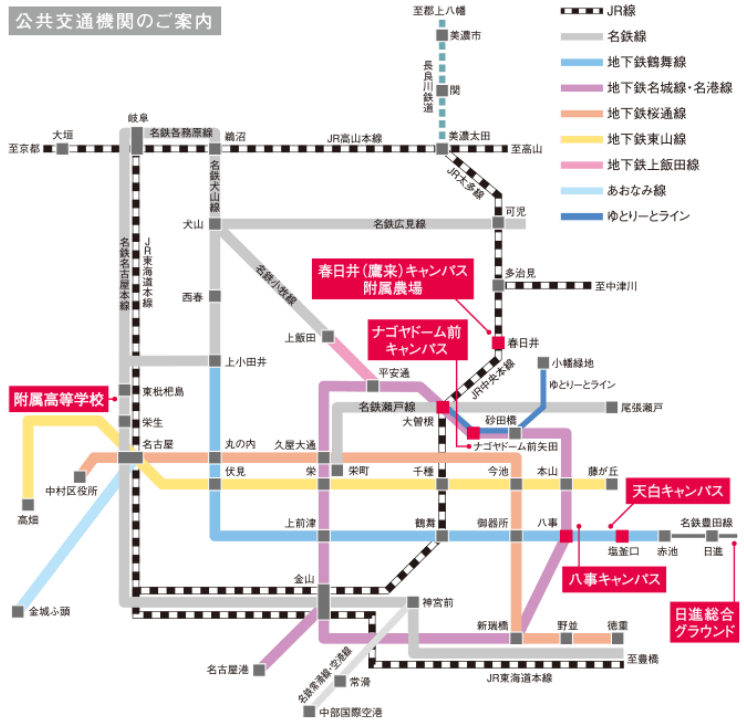 公共交通機関のご案内
JR線
名鉄線
地下鉄鶴舞線
地下鉄名城線・名港線
地下鉄桜通線
地下鉄東山線
地下鉄上飯田線
あおなみ線
ゆとりーとライン
至郡上八幡
美濃市
長良川鉄道
関
岐阜
名鉄各務原線
鵜沼
JR高山本線
美濃太田
至京都
大垣
至高山
JR太多線
名鉄犬山線
犬山
名鉄広見線
可児
名鉄名古屋本線
JR東海道本線
名鉄小牧線
春日井(鷹来)キャンパス
附属農場
多治見
至中津川
西春
上飯田
ナゴヤドーム前
キャンパス
春日井
上小田井
平安通
JR中央本線
小幡緑地
ゆとりーとライン
東枇杷島
附属高等学校
名鉄瀬戸線
大曽根
砂田橋
尾張瀬戸
栄生
名古屋
丸の内
久屋大通
ナゴヤドーム前矢田
中村区役所
伏見
栄
栄町
千種
今池
本山
藤が丘
高畑
天白キャンパス
上前津
鶴舞
御器所
八事
名鉄豊田線
塩釜口
赤池
日進
八事キャンパス
金山
金城ふ頭
神宮前
日進総合
グラウンド
新瑞橋
野並
徳重
名古屋港
名鉄常滑線・空港線
至豊橋
常滑
JR東海道本線
中部国際空港